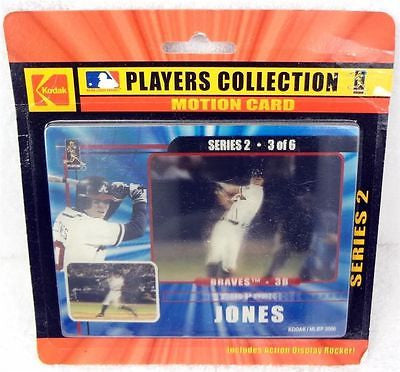 Kodak
PLAYERS COLLECTION
MOTION CARD
SERIES 2 • 3 of 6
A
BRAVES™ • 3B
JONES
KODAK / MLBP 2000
SERIES 2
Includes Action Display Rocker!